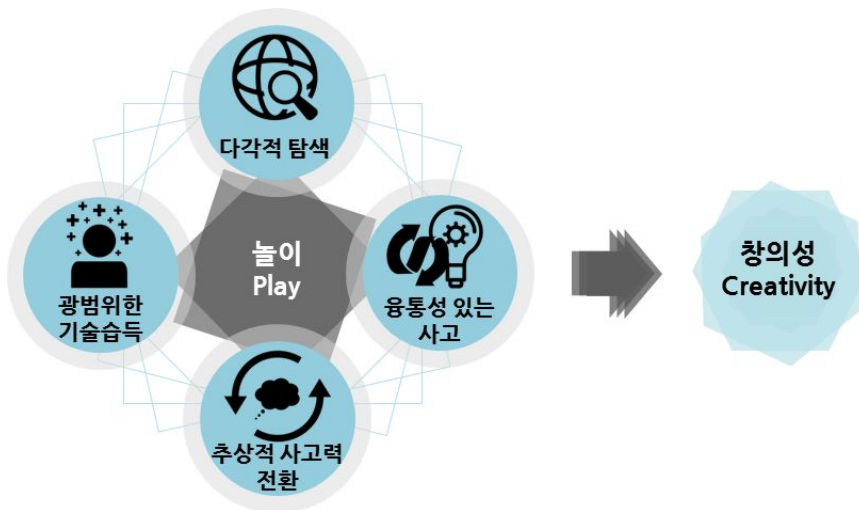 다각적 탐색
광범위한
기술습득
놀이
Play
융통성 있는
사고
추상적 사고력
전환
창의성
Creativity